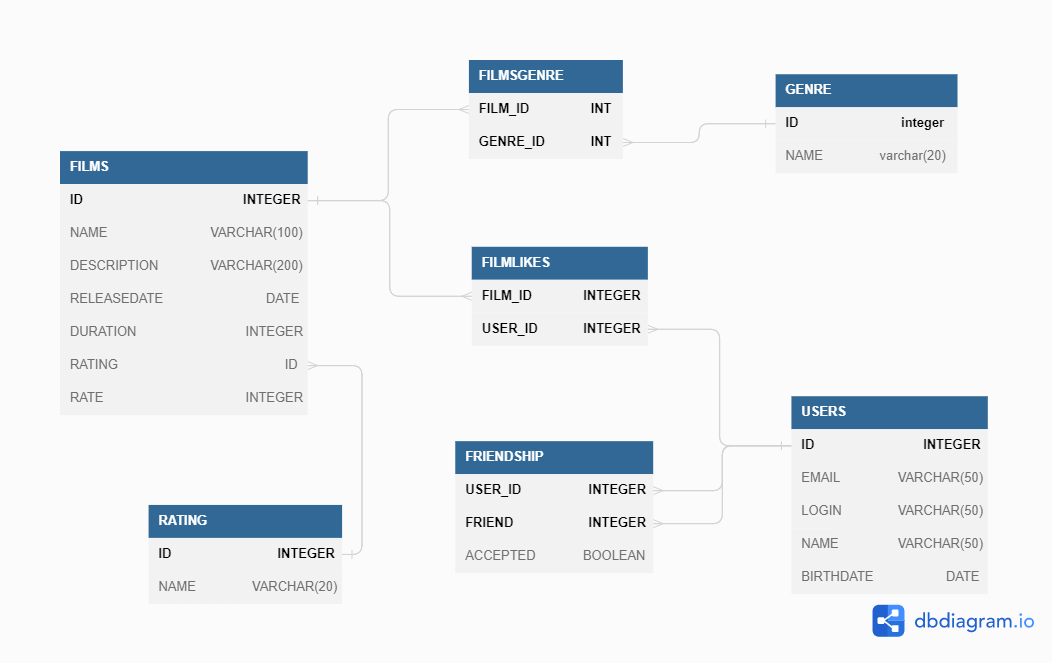 FILMSGENRE
FILM_ID INT
GENRE_ID INT
GENRE
ID integer
NAME varchar(20)
FILMS
ID INTEGER
NAME VARCHAR(100)
DESCRIPTION VARCHAR(200)
RELEASEDATE DATE
DURATION INTEGER
RATING ID
RATE INTEGER
FILMLIKES
FILM_ID INTEGER
USER_ID INTEGER
USERS
ID INTEGER
EMAIL VARCHAR(50)
LOGIN VARCHAR(50)
NAME VARCHAR(50)
BIRTHDATE DATE
FRIENDSHIP
USER_ID INTEGER
FRIEND INTEGER
ACCEPTED BOOLEAN
RATING
ID INTEGER
NAME VARCHAR(20)
dbdiagram.io